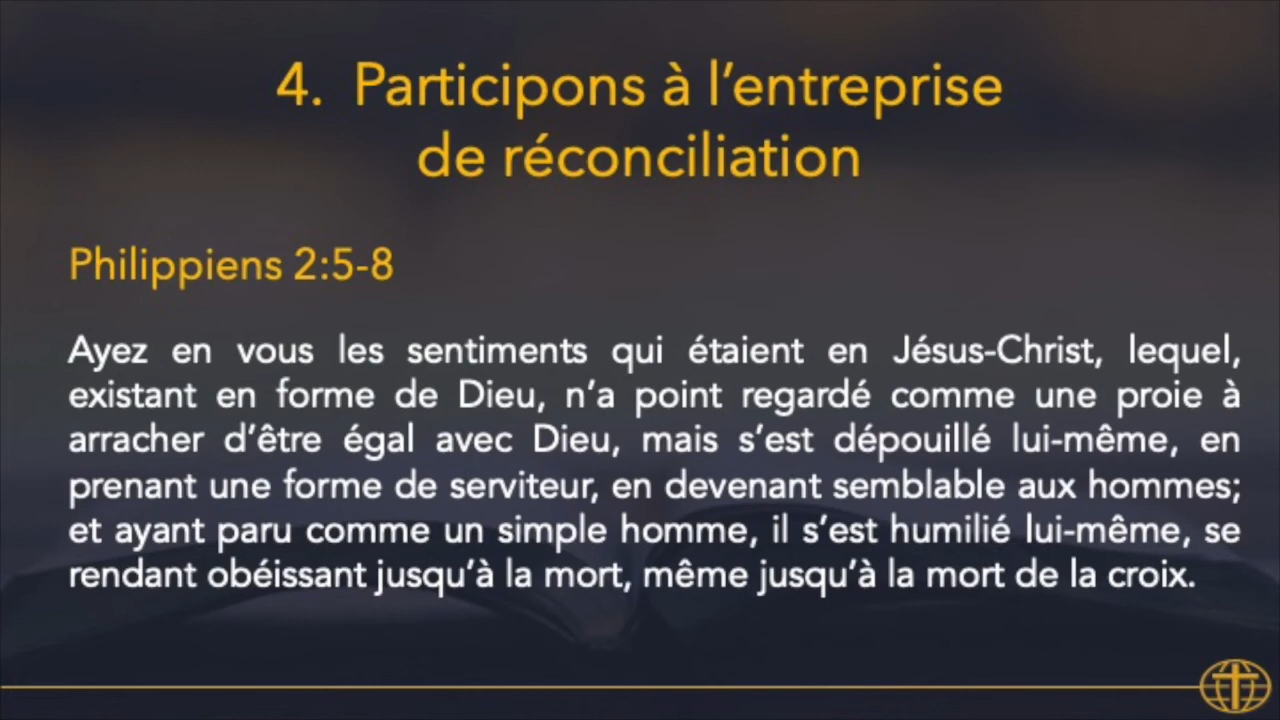 4. Participons à l’entreprise
de réconciliation
Philippiens 2:5-8
Ayez en vous les sentiments qui étaient en Jésus-Christ, lequel,
existant en forme de Dieu, n’a point regardé comme une proie à
arracher d’être égal avec Dieu, mais s’est dépouillé lui-même, en
prenant une forme de serviteur, en devenant semblable aux hommes;
et ayant paru comme un simple homme, il s’est humilié lui-même, se
rendant obéissant jusqu’à la mort, même jusqu’à la mort de la croix.